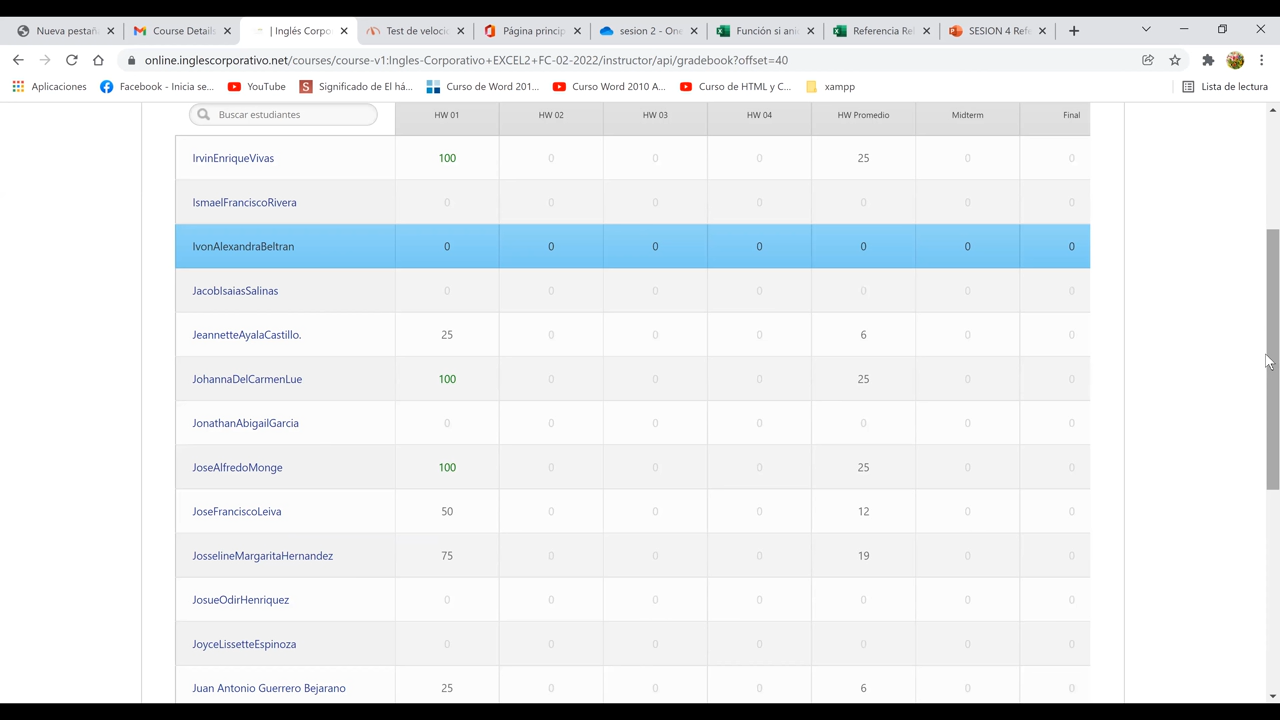 Nueva pestañ
Course Details
| Inglés Corpo
Test de veloci
Página princip
sesion 2 - One
Función si ani
Referencia Rel
SESION 4 Refe
online.inglescorporativo.net/courses/course-v1:Ingles-Corporativo+EXCEL2+EC-02-2022/instructor/api/gradebook?offset=40
Aplicaciones
Facebook - Inicia se...
YouTube
Significado de El há...
Curso de Word 201...
Curso Word 2010 A...
Curso de HTML y C...
xampp
Lista de lectura
Buscar estudiantes HW 01 HW 02 HW 03 HW 04 HW Promedio Midterm Final
IrvinEnriqueVivas 100 0 0 0 25 0 0
IsmaelFranciscoRivera 0 0 0 0 0 0 0
IvonAlexandraBeltran 0 0 0 0 0 0 0
JacobIsaiasSalinas 0 0 0 0 0 0 0
JeannetteAyalaCastillo. 25 0 0 0 6 0 0
JohannaDelCarmenLue 100 0 0 0 25 0 0
JonathanAbigailGarcia 0 0 0 0 0 0 0
JoseAlfredoMonge 100 0 0 0 25 0 0
JoseFranciscoLeiva 50 0 0 0 12 0 0
JosselineMargaritaHernandez 75 0 0 0 19 0 0
JosueOdirHenriquez 0 0 0 0 0 0 0
JoyceLissetteEspinoza 0 0 0 0 0 0 0
Juan Antonio Guerrero Bejarano 25 0 0 0 6 0 0